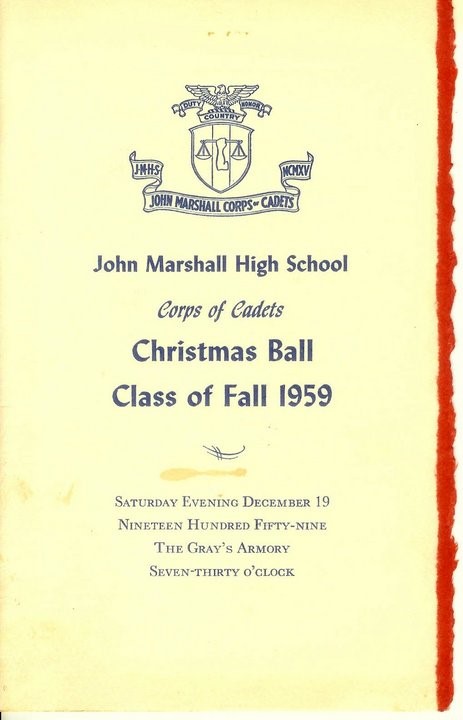 DUTY HONOR
COUNTRY
J-M-H-S NCMXV
JOHN MARSHALL CORPS OF CADETS
John Marshall High School
Corps of Cadets
Christmas Ball
Class of Fall 1959
Saturday Evening December 19
Nineteen Hundred Fifty-nine
The Gray's Armory
Seven-thirty o'clock